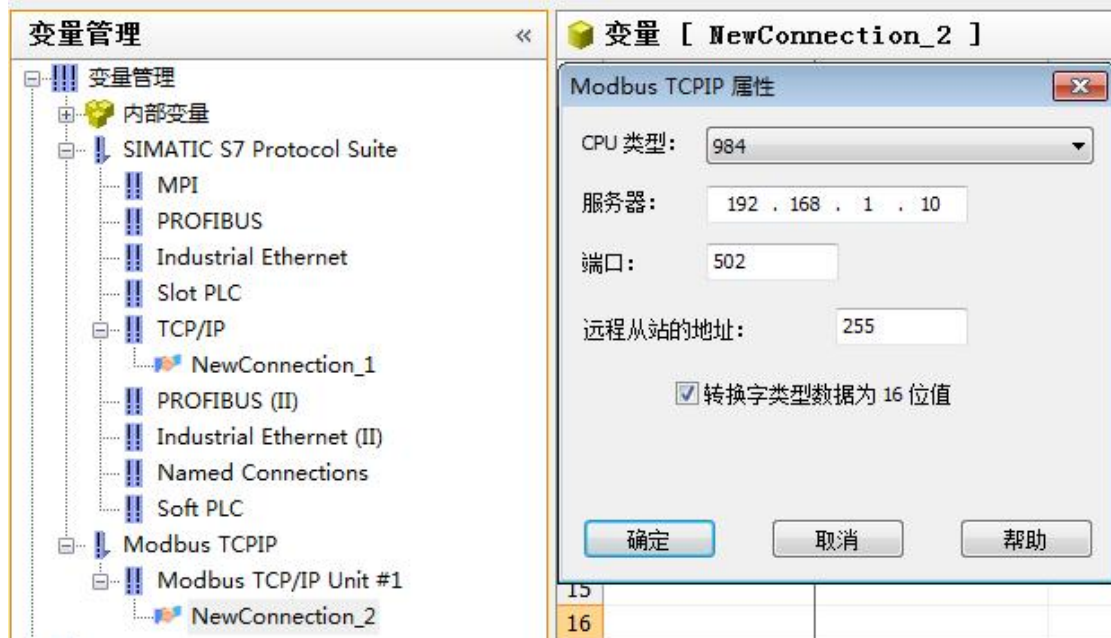 变量管理 «
变量管理
内部变量
SIMATIC S7 Protocol Suite
MPI
PROFIBUS
Industrial Ethernet
Slot PLC
TCP/IP
NewConnection_1
PROFIBUS (II)
Industrial Ethernet (II)
Named Connections
Soft PLC
Modbus TCPIP
Modbus TCP/IP Unit #1
NewConnection_2
变量 [ NewConnection_2 ]
Modbus TCPIP 属性
CPU 类型: 984
服务器: 192 . 168 . 1 . 10
端口: 502
远程从站的地址: 255
转换字类型数据为 16 位值
确定 取消 帮助
15
16